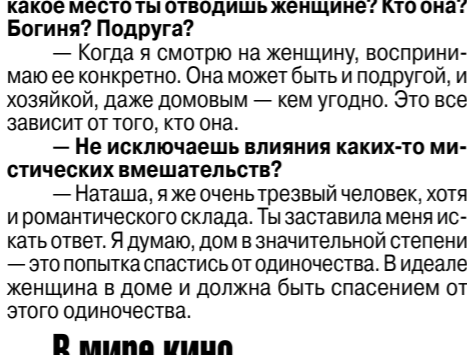 какое место ты отводишь женщине? Кто она?
Богиня? Подруга?
— Когда я смотрю на женщину, восприни-
маю ее конкретно. Она может быть и подругой, и
хозяйкой, даже домовым — кем угодно. Это все
зависит от того, кто она.
— Не исключаешь влияния каких-то ми-
стических вмешательств?
— Наташа, я же очень трезвый человек, хотя
и романтического склада. Ты заставила меня ис-
кать ответ. Я думаю, дом в значительной степени
— это попытка спастись от одиночества. В идеале
женщина в доме и должна быть спасением от
этого одиночества.
В мире кино